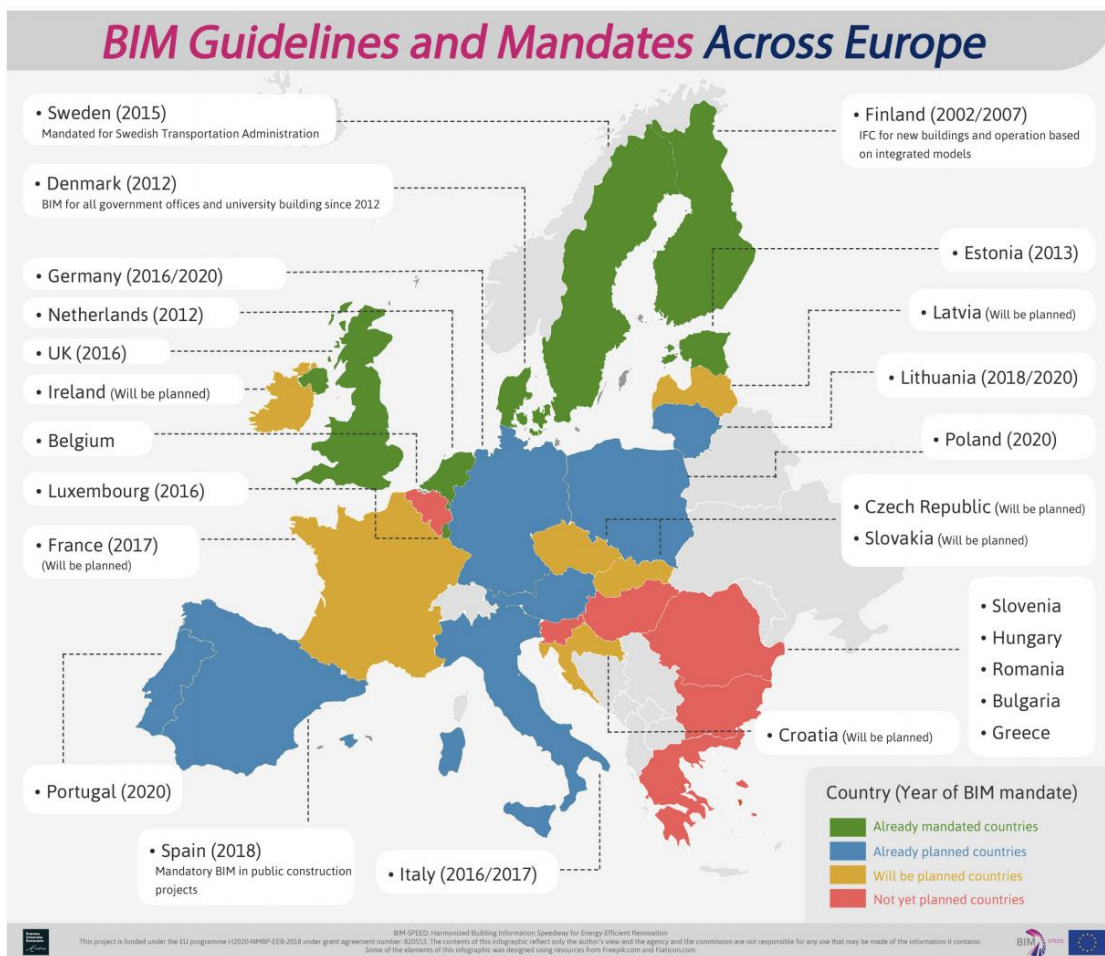 BIM Guidelines and Mandates Across Europe
• Sweden (2015)
Mandated for Swedish Transportation Administration
• Finland (2002/2007)
IFC for new buildings and operation based
on integrated models
• Denmark (2012)
BIM for all government offices and university building since 2012
• Estonia (2013)
• Germany (2016/2020)
• Netherlands (2012)
• Latvia (Will be planned)
• UK (2016)
• Ireland (Will be planned)
• Lithuania (2018/2020)
• Belgium
• Poland (2020)
• Luxembourg (2016)
• Czech Republic (Will be planned)
• Slovakia (Will be planned)
• France (2017)
(Will be planned)
• Slovenia
• Hungary
• Romania
• Bulgaria
• Greece
• Croatia (Will be planned)
• Portugal (2020)
• Spain (2018)
Mandatory BIM in public construction
projects
• Italy (2016/2017)
Country (Year of BIM mandate)
Already mandated countries
Already planned countries
Will be planned countries
Not yet planned countries
BIM-SPEED: Harmonized Building Information Speedway for Energy-Efficient Renovation
This project is funded under the EU programme H2020-NMBP-EEB-2018 under grant agreement number: 820553. The contents of this infographic reflect only the author's view and the agency and the commission are not responsible for any use that may be made of the information it contains.
Some of the elements of this infographic was designed using resources from Freepik.com and Flaticon.com.
Erasmus
University
Rotterdam
BIM SPEED